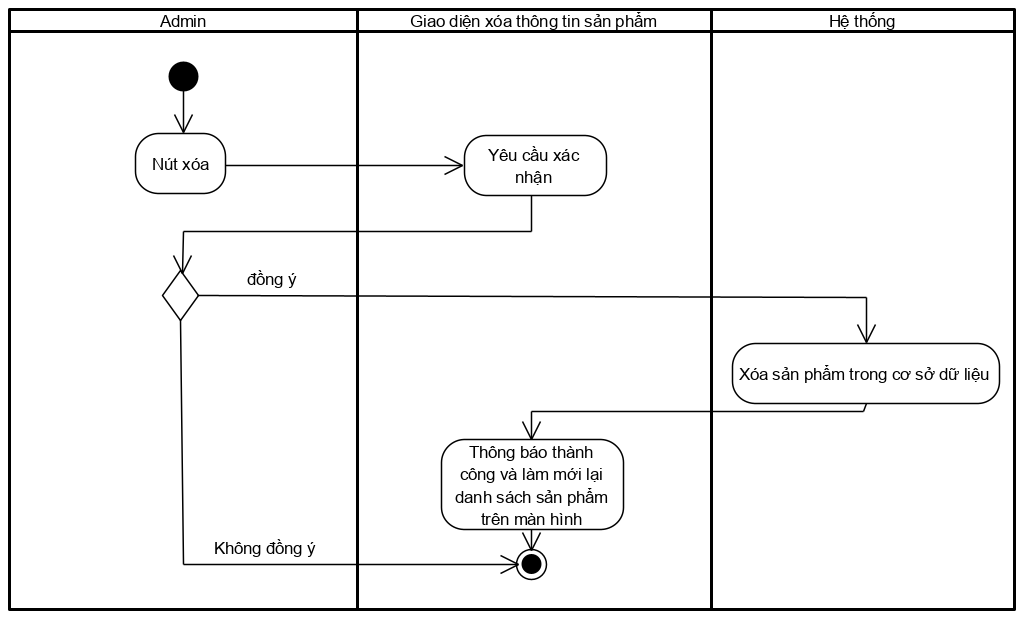 Admin
Giao diện xóa thông tin sản phẩm
Hệ thống
Nút xóa
Yêu cầu xác
nhận
đồng ý
Xóa sản phẩm trong cơ sở dữ liệu
Thông báo thành
công và làm mới lại
danh sách sản phẩm
trên màn hình
Không đồng ý